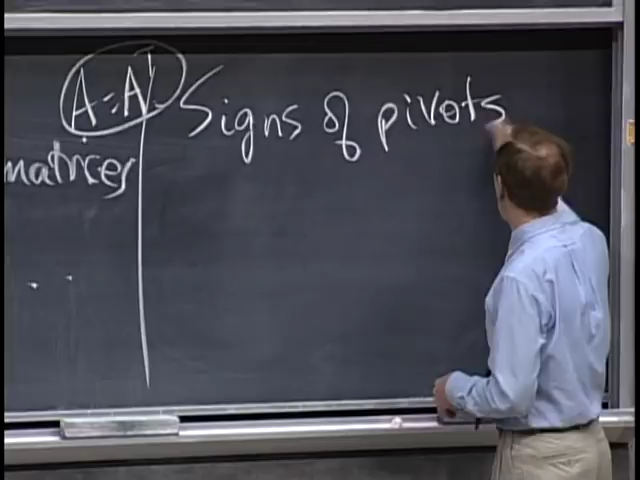 A = Aᵀ
Signs of pivots
matrices